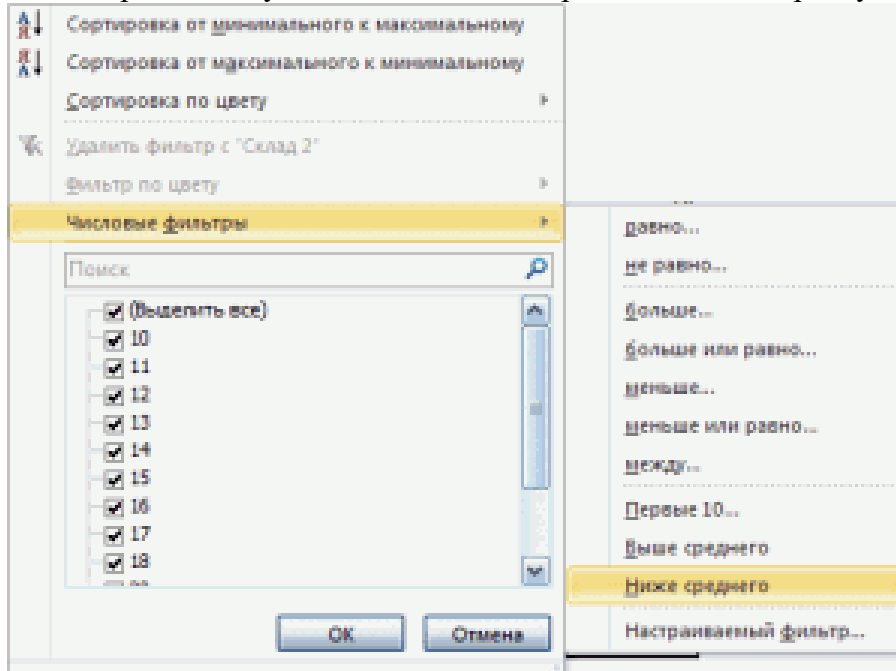 Сортировка от минимального к максимальному
Сортировка от максимального к минимальному
Сортировка по цвету
Удалить фильтр с "Склад 2"
Фильтр по цвету
Числовые фильтры
Поиск
(Выделить все)
10
11
12
13
14
15
16
17
18
ОК
Отмена
равно...
не равно...
больше...
больше или равно...
меньше...
меньше или равно...
между...
Первые 10...
Выше среднего
Ниже среднего
Настраиваемый фильтр...